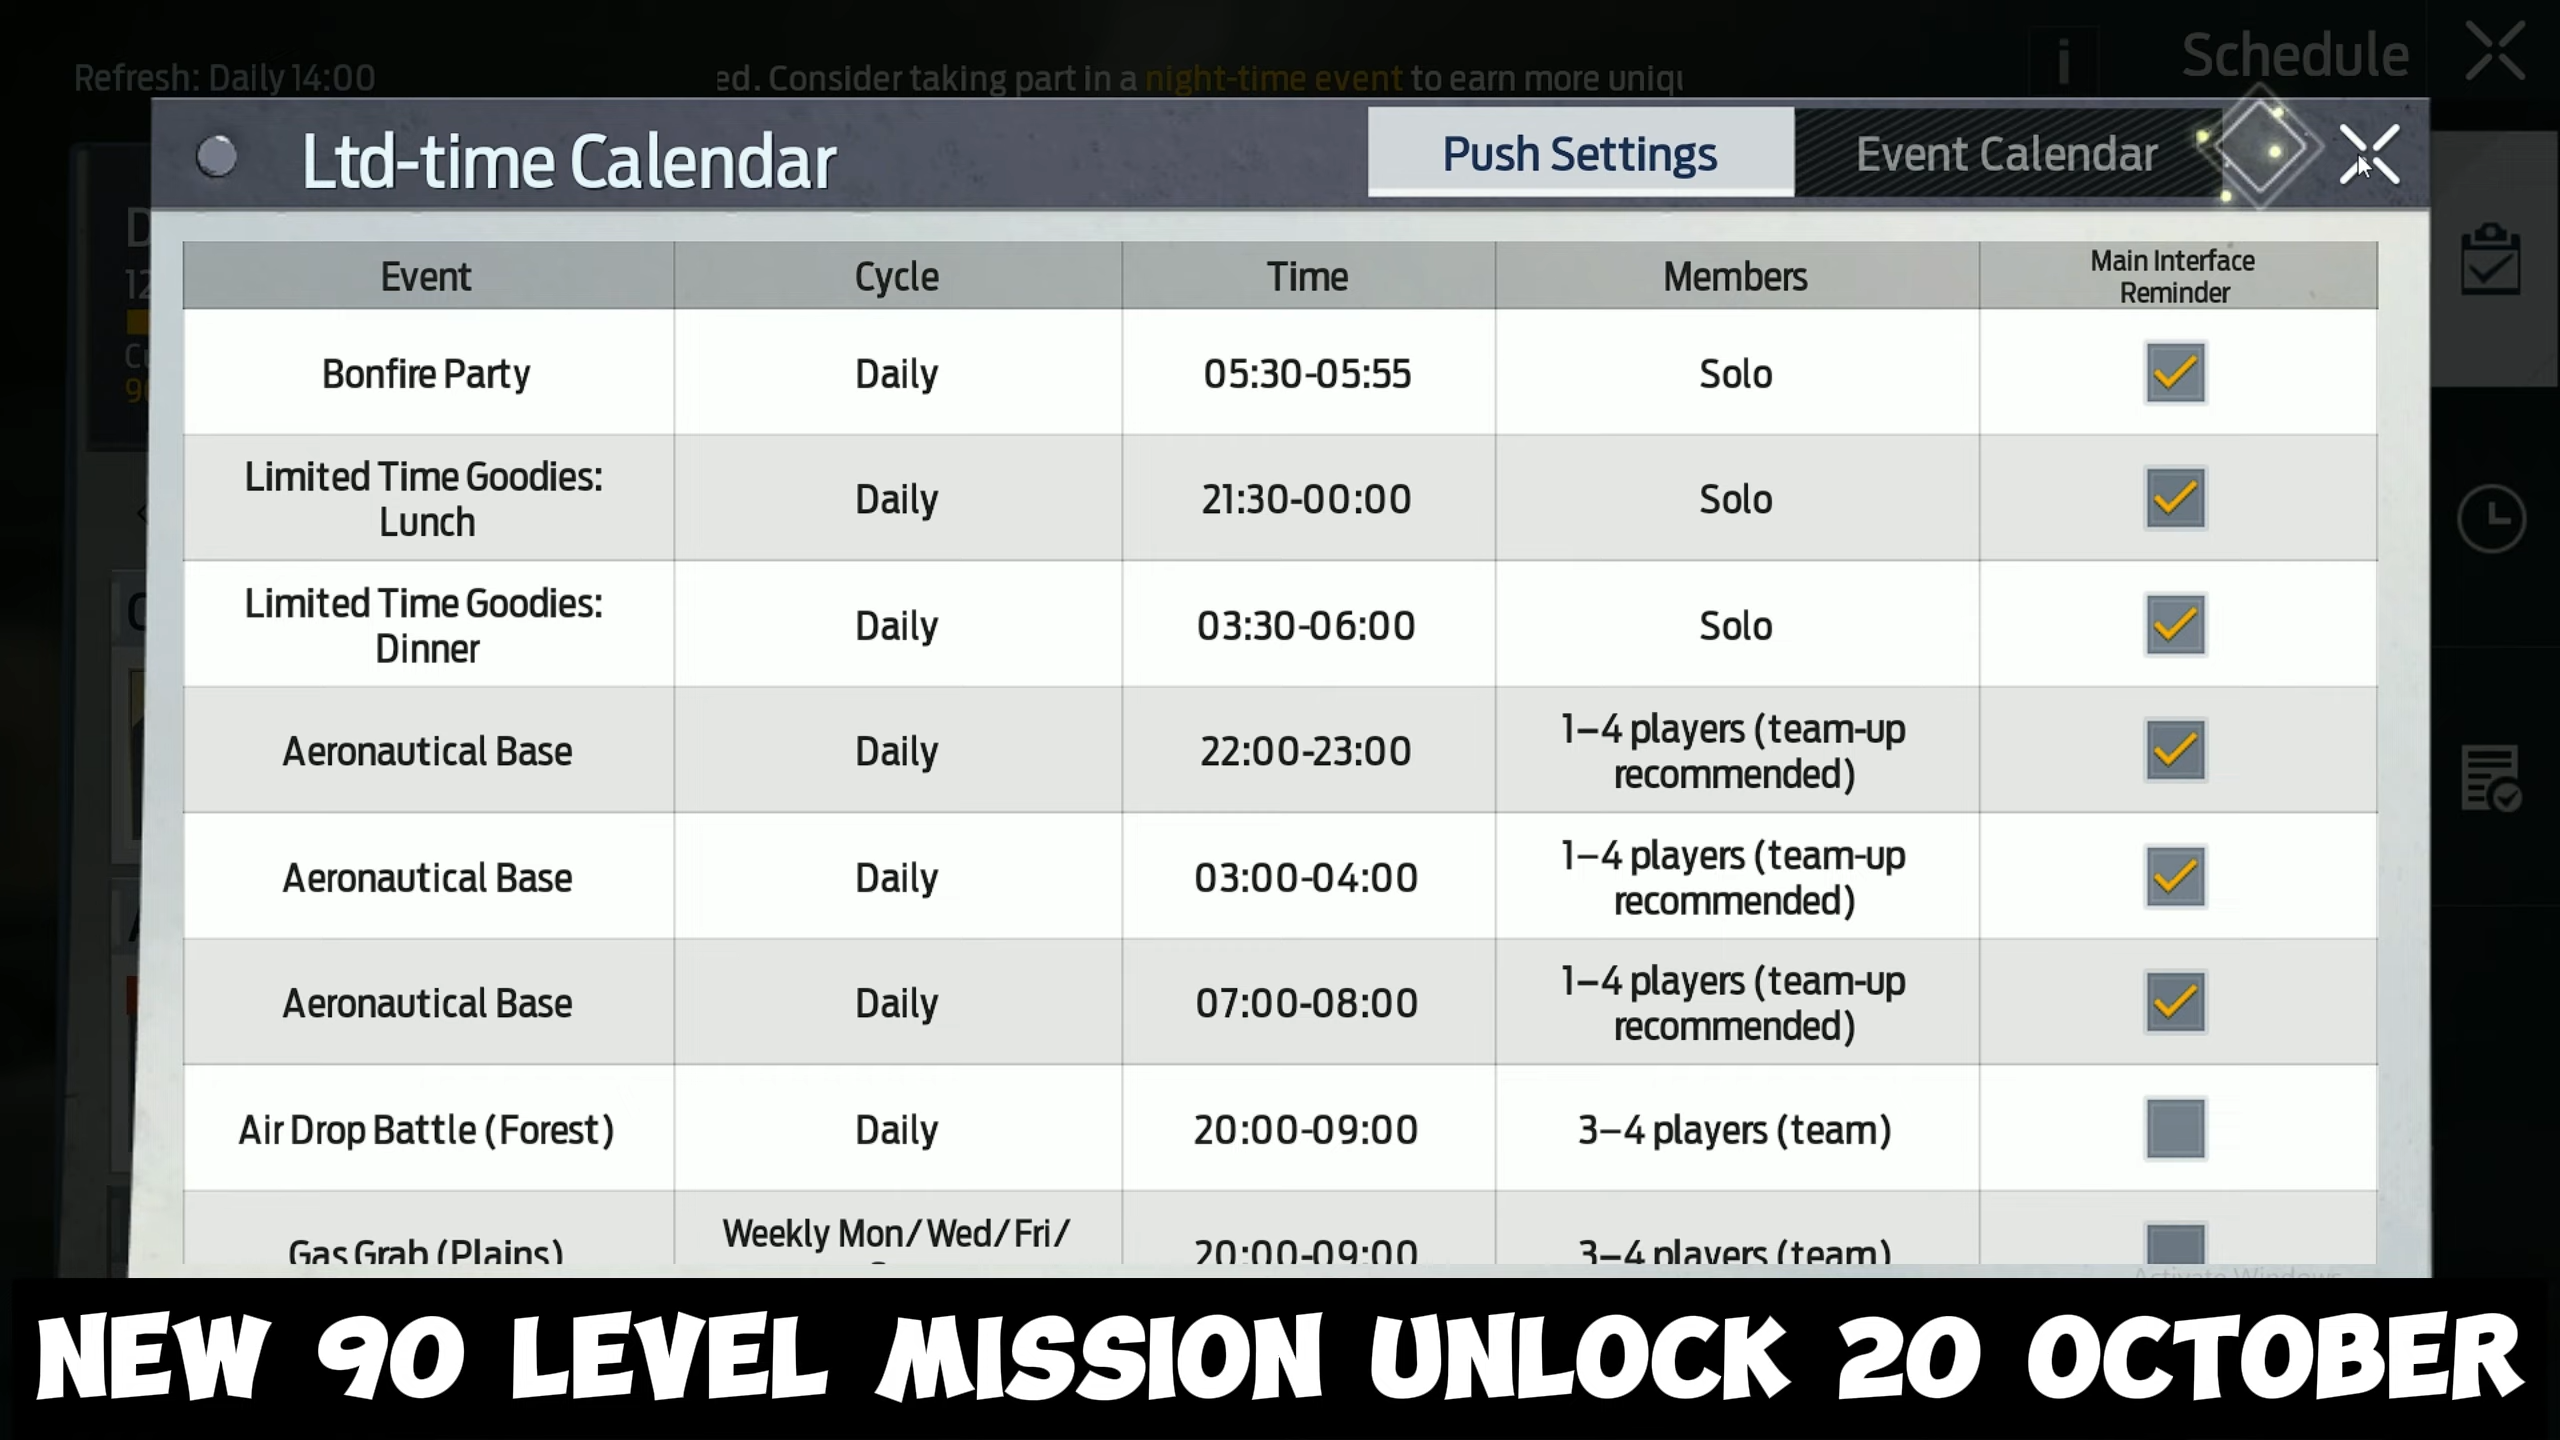 Refresh: Daily 14:00
ed. Consider taking part in a night-time event to earn more uniqu
i
Schedule
Ltd-time Calendar
Push Settings
Event Calendar
Event Cycle Time Members Main Interface Reminder
Bonfire Party Daily 05:30-05:55 Solo
Limited Time Goodies: Lunch Daily 21:30-00:00 Solo
Limited Time Goodies: Dinner Daily 03:30-06:00 Solo
Aeronautical Base Daily 22:00-23:00 1–4 players (team-up recommended)
Aeronautical Base Daily 03:00-04:00 1–4 players (team-up recommended)
Aeronautical Base Daily 07:00-08:00 1–4 players (team-up recommended)
Air Drop Battle (Forest) Daily 20:00-09:00 3–4 players (team)
Gas Grab (Plains) Weekly Mon/Wed/Fri/ 20:00-09:00 3–4 players (team)
Activate Windows
NEW 90 LEVEL MISSION UNLOCK 20 OCTOBER